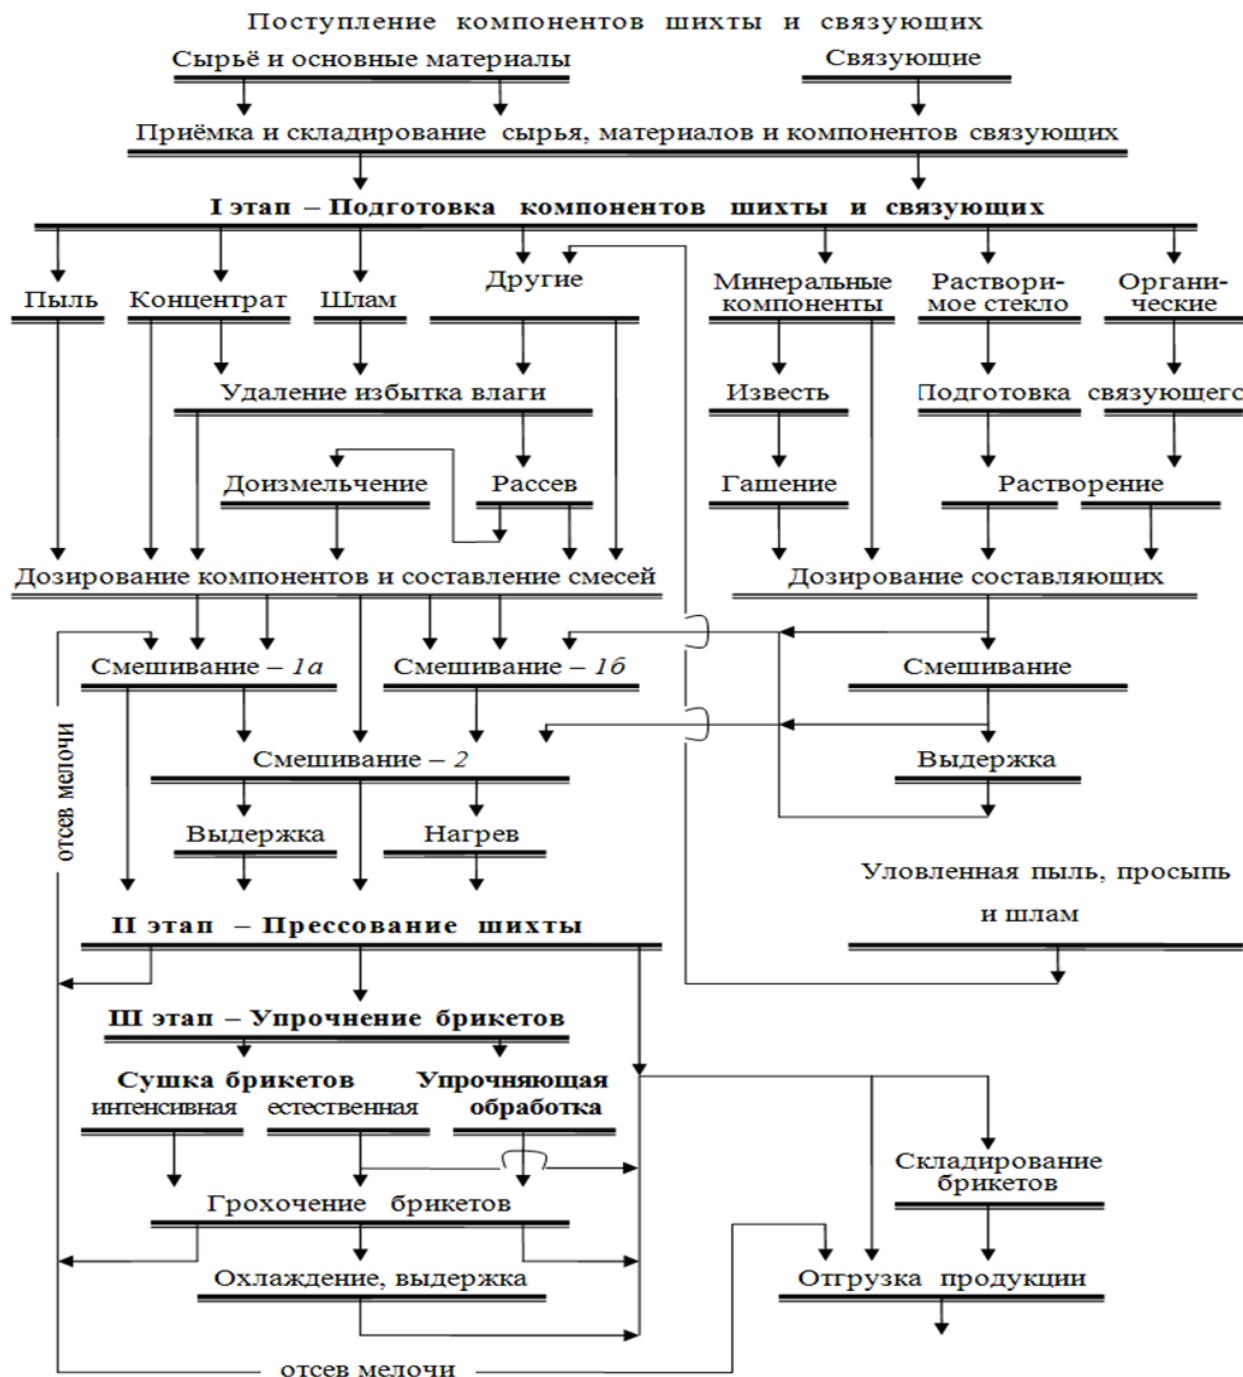 Поступление компонентов шихты и связующих
Сырьё и основные материалы
Связующие
Приёмка и складирование сырья, материалов и компонентов связующих
I этап – Подготовка компонентов шихты и связующих
Пыль
Концентрат
Шлам
Другие
Минеральные
компоненты
Раствори-
мое стекло
Органи-
ческие
Удаление избытка влаги
Известь
Подготовка связующего
Доизмельчение
Рассев
Гашение
Растворение
Дозирование компонентов и составление смесей
Дозирование составляющих
Смешивание – 1а
Смешивание – 1б
Смешивание
отсев мелочи
Смешивание – 2
Выдержка
Выдержка
Нагрев
Уловленная пыль, просыпь
и шлам
II этап – Прессование шихты
III этап – Упрочнение брикетов
Сушка брикетов
интенсивная естественная
Упрочняющая
обработка
Складирование
брикетов
Грохочение брикетов
Охлаждение, выдержка
Отгрузка продукции
отсев мелочи